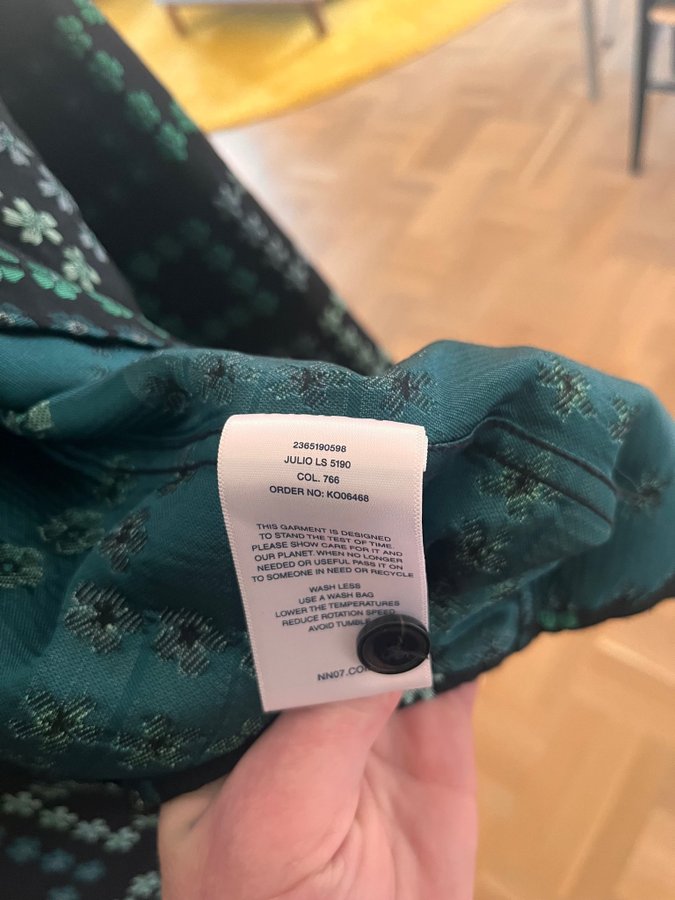 2365190598
JULIO LS 5190
COL. 766
ORDER NO: KO06468
THIS GARMENT IS DESIGNED
TO STAND THE TEST OF TIME.
PLEASE SHOW CARE FOR IT AND
OUR PLANET. WHEN NO LONGER
NEEDED OR USEFUL PASS IT ON
TO SOMEONE IN NEED OR RECYCLE
WASH LESS
USE A WASH BAG
LOWER THE TEMPERATURES
REDUCE ROTATION SPEED
AVOID